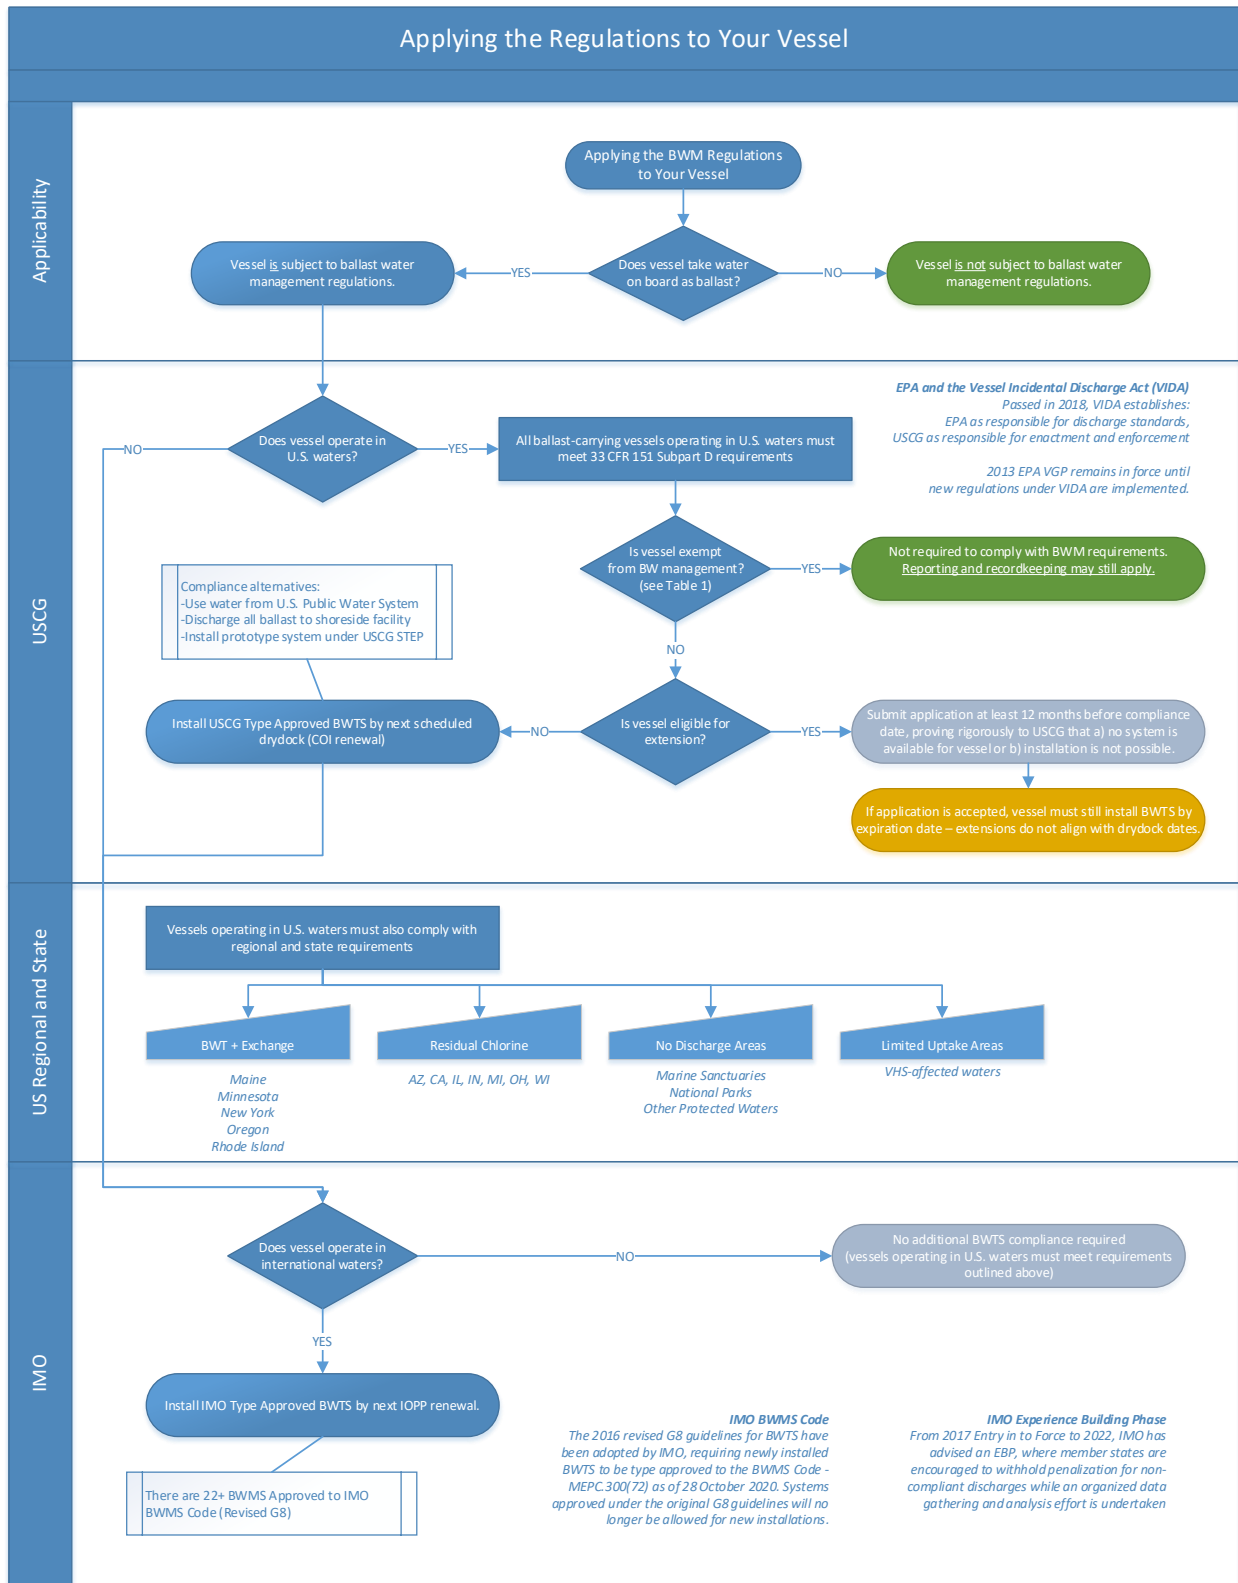 Applying the Regulations to Your Vessel
Applicability
Applying the BWM Regulations
to Your Vessel
Vessel is subject to ballast water
management regulations.
YES
Does vessel take water
on board as ballast?
NO
Vessel is not subject to ballast water
management regulations.
USCG
EPA and the Vessel Incidental Discharge Act (VIDA)
Passed in 2018, VIDA establishes:
EPA as responsible for discharge standards,
USCG as responsible for enactment and enforcement
2013 EPA VGP remains in force until
new regulations under VIDA are implemented.
NO
Does vessel operate in
U.S. waters?
YES
All ballast-carrying vessels operating in U.S. waters must
meet 33 CFR 151 Subpart D requirements
Is vessel exempt
from BW management?
(see Table 1)
YES
Not required to comply with BWM requirements.
Reporting and recordkeeping may still apply.
Compliance alternatives:
-Use water from U.S. Public Water System
-Discharge all ballast to shoreside facility
-Install prototype system under USCG STEP
NO
Install USCG Type Approved BWTS by next scheduled
drydock (COI renewal)
NO
Is vessel eligible for
extension?
YES
Submit application at least 12 months before compliance
date, proving rigorously to USCG that a) no system is
available for vessel or b) installation is not possible.
If application is accepted, vessel must still install BWTS by
expiration date – extensions do not align with drydock dates.
US Regional and State
Vessels operating in U.S. waters must also comply with
regional and state requirements
BWT + Exchange
Maine
Minnesota
New York
Oregon
Rhode Island
Residual Chlorine
AZ, CA, IL, IN, MI, OH, WI
No Discharge Areas
Marine Sanctuaries
National Parks
Other Protected Waters
Limited Uptake Areas
VHS-affected waters
IMO
Does vessel operate in
international waters?
NO
No additional BWTS compliance required
(vessels operating in U.S. waters must meet requirements
outlined above)
YES
Install IMO Type Approved BWTS by next IOPP renewal.
There are 22+ BWMS Approved to IMO
BWMS Code (Revised G8)
IMO BWMS Code
The 2016 revised G8 guidelines for BWTS have
been adopted by IMO, requiring newly installed
BWTS to be type approved to the BWMS Code -
MEPC.300(72) as of 28 October 2020. Systems
approved under the original G8 guidelines will no
longer be allowed for new installations.
IMO Experience Building Phase
From 2017 Entry in to Force to 2022, IMO has
advised an EBP, where member states are
encouraged to withhold penalization for non-
compliant discharges while an organized data
gathering and analysis effort is undertaken